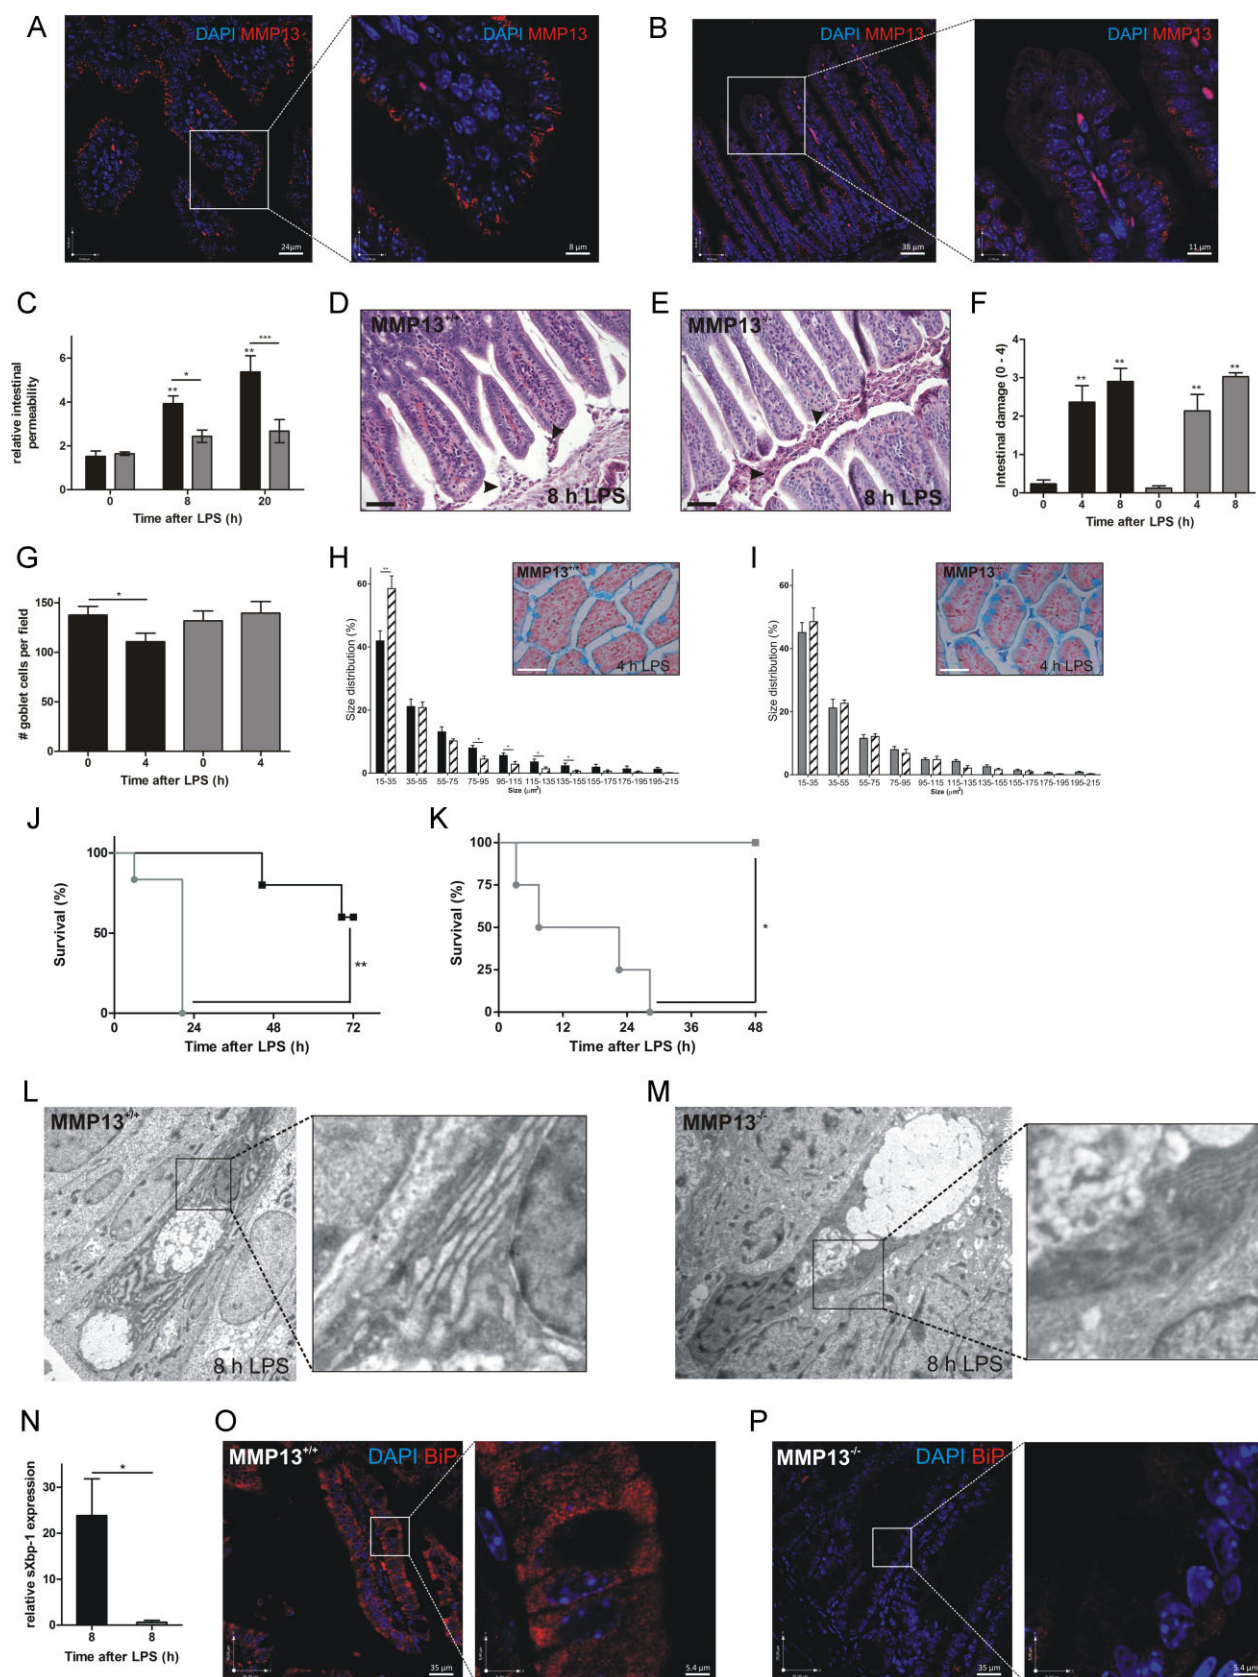 A
DAPI MMP13
DAPI MMP13
24µm
8 µm
B
DAPI MMP13
DAPI MMP13
38 µm
11 µm
C
relative intestinal
permeability
6
4
2
0
**
*
**
***
0
8
20
Time after LPS (h)
D
MMP13+/+
8 h LPS
E
MMP13-/-
8 h LPS
F
Intestinal damage (0 - 4)
4
3
2
1
0
**
**
**
**
0
4
8
0
4
8
Time after LPS (h)
G
# goblet cells per field
150
100
50
0
*
0
4
0
4
Time after LPS (h)
H
Size distribution (%)
60
40
20
0
**
*
*
*
*
MMP13+/+
4 h LPS
15-35 35-55 55-75 75-95 95-115 115-135 135-155 155-175 175-195 195-215
Size (µm²)
I
Size distribution (%)
60
40
20
0
MMP13-/-
4 h LPS
15-35 35-55 55-75 75-95 95-115 115-135 135-155 155-175 175-195 195-215
Size (µm²)
J
Survival (%)
100
50
0
**
0
24
48
72
Time after LPS (h)
K
Survival (%)
100
75
50
25
0
*
0
12
24
36
48
Time after LPS (h)
L
MMP13+/+
8 h LPS
M
MMP13-/-
8 h LPS
N
relative sXbp-1 expression
30
20
10
0
*
8
8
Time after LPS (h)
O
MMP13+/+
DAPI BiP
35 µm
5.4 µm
P
MMP13-/-
DAPI BiP
35 µm
5.4 µm